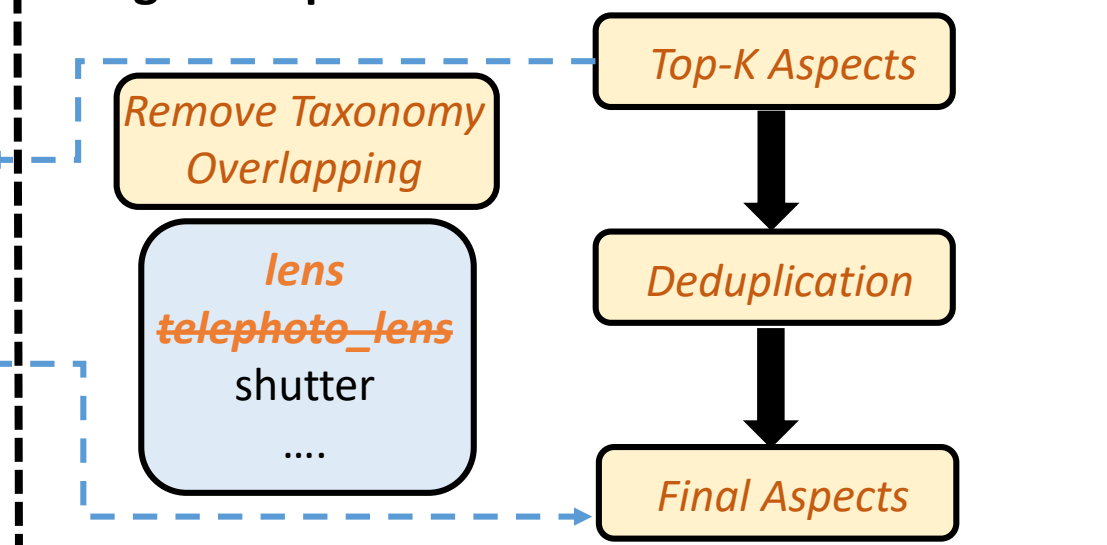 Top-K Aspects
Remove Taxonomy
Overlapping
lens
telephoto_lens
shutter
....
Deduplication
Final Aspects